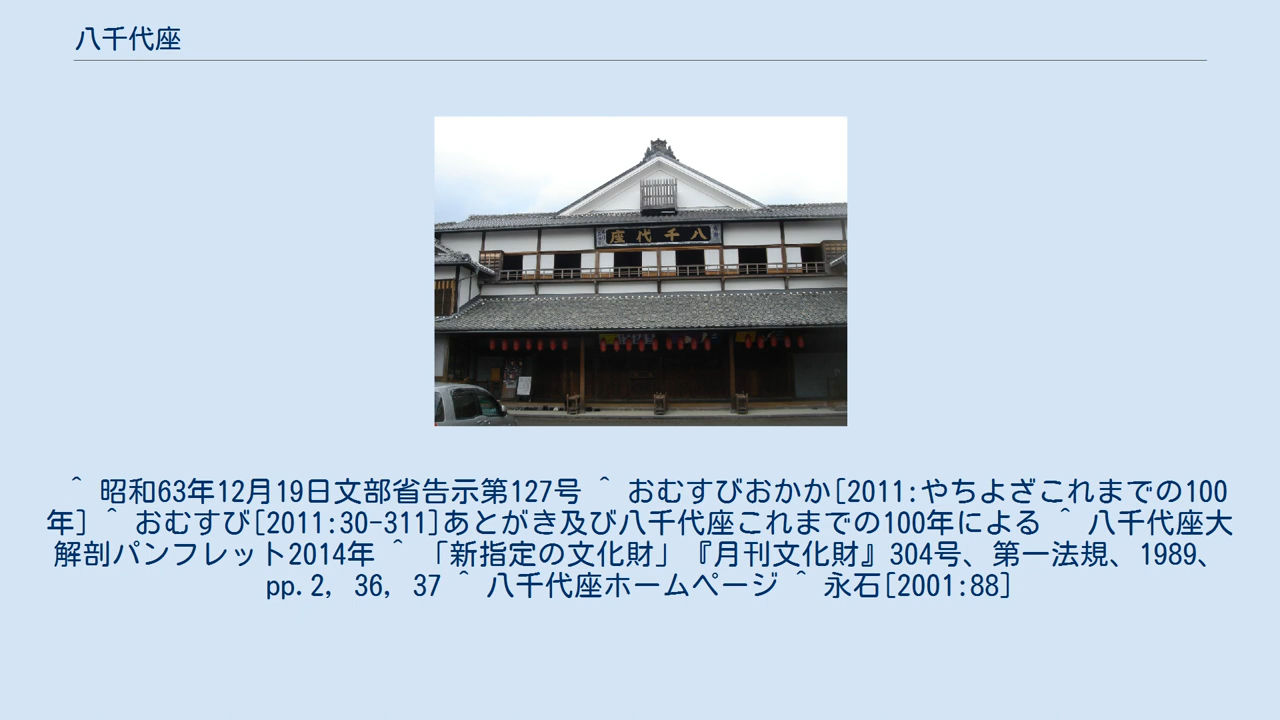 八千代座
座代千八
^ 昭和63年12月19日文部省告示第127号 ^ おむすびおかか[2011:やちよざこれまでの100
年] ^ おむすび[2011:30-311]あとがき及び八千代座これまでの100年による ^ 八千代座大
解剖パンフレット2014年 ^ 「新指定の文化財」『月刊文化財』304号、第一法規、1989、
pp.2, 36, 37 ^ 八千代座ホームページ ^ 永石[2001:88]